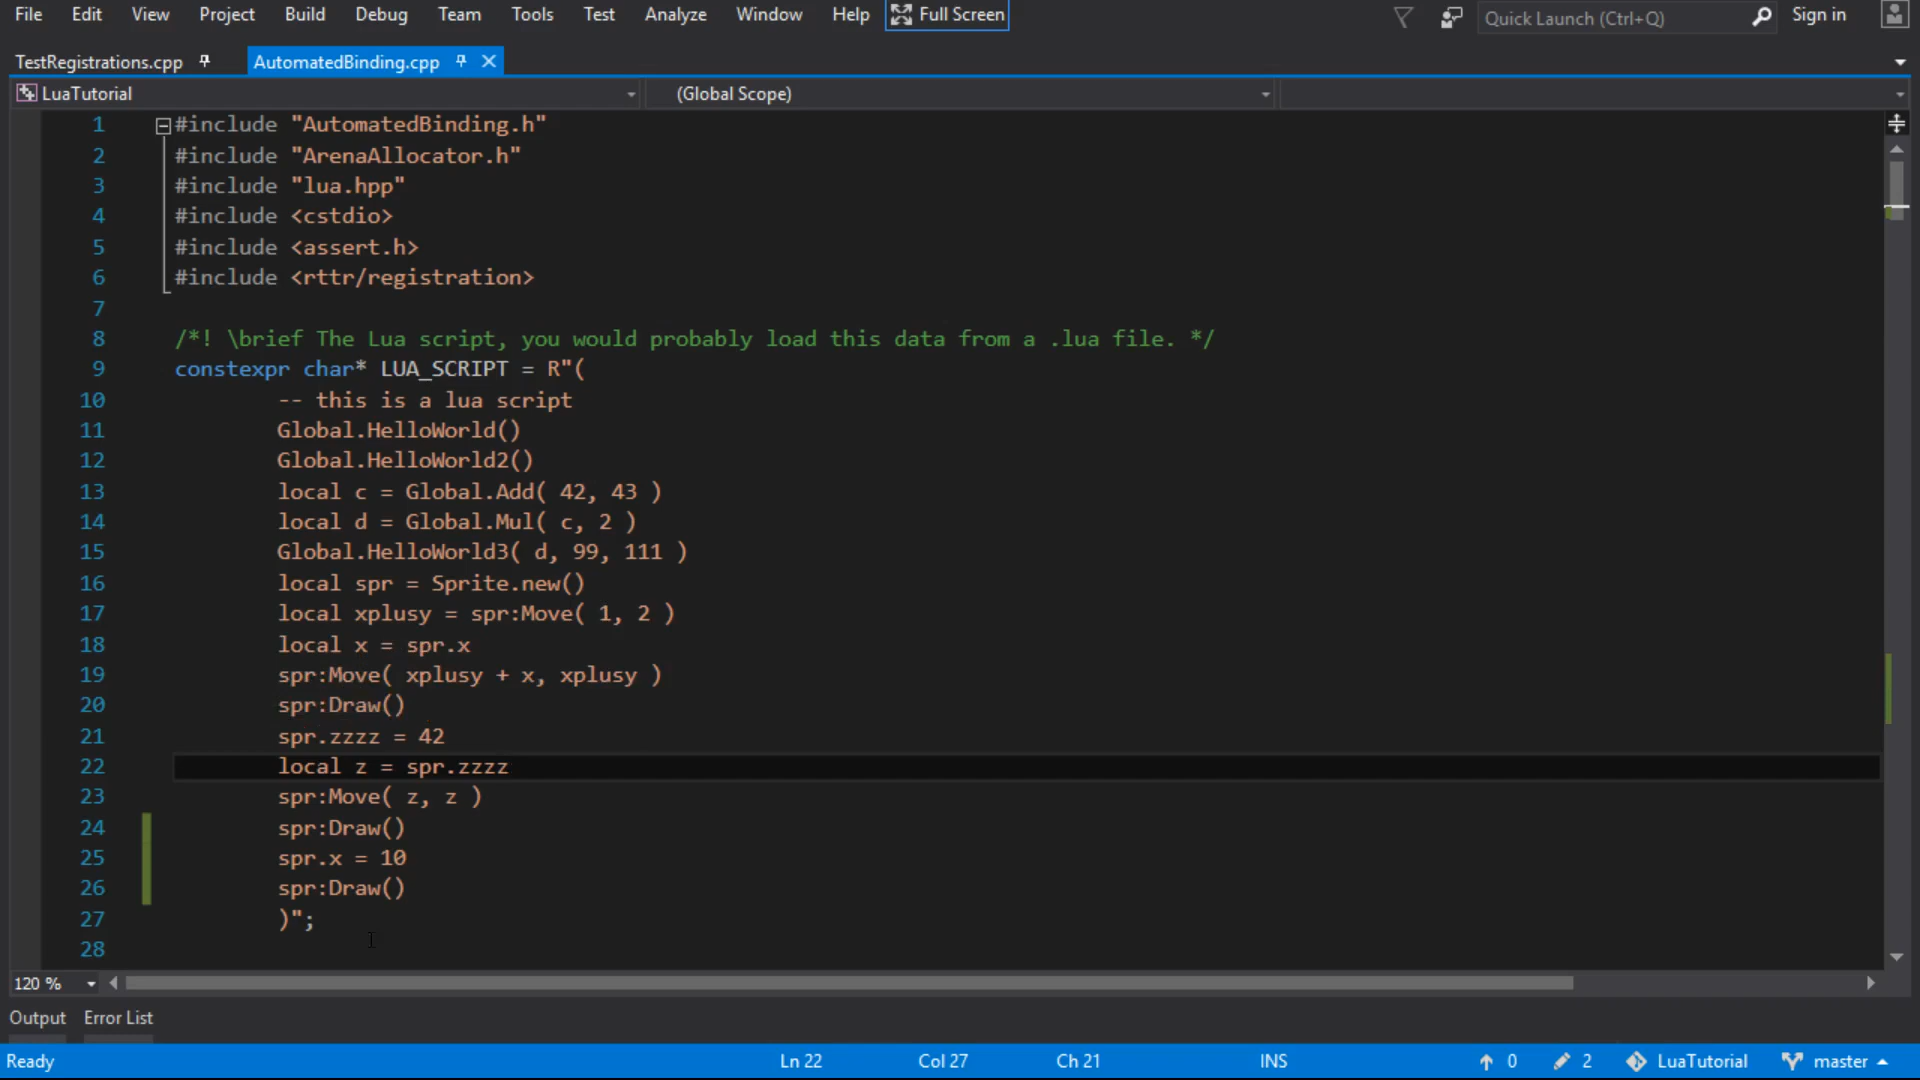 File Edit View Project Build Debug Team Tools Test Analyze Window Help Full Screen Quick Launch (Ctrl+Q) Sign in
TestRegistrations.cpp AutomatedBinding.cpp
LuaTutorial (Global Scope)
1 #include "AutomatedBinding.h"
2 #include "ArenaAllocator.h"
3 #include "lua.hpp"
4 #include <cstdio>
5 #include <assert.h>
6 #include <rttr/registration>
7
8 /*! \brief The Lua script, you would probably load this data from a .lua file. */
9 constexpr char* LUA_SCRIPT = R"(
10 -- this is a lua script
11 Global.HelloWorld()
12 Global.HelloWorld2()
13 local c = Global.Add( 42, 43 )
14 local d = Global.Mul( c, 2 )
15 Global.HelloWorld3( d, 99, 111 )
16 local spr = Sprite.new()
17 local xplusy = spr:Move( 1, 2 )
18 local x = spr.x
19 spr:Move( xplusy + x, xplusy )
20 spr:Draw()
21 spr.zzzz = 42
22 local z = spr.zzzz
23 spr:Move( z, z )
24 spr:Draw()
25 spr.x = 10
26 spr:Draw()
27 )";
28
120 %
Output Error List
Ready Ln 22 Col 27 Ch 21 INS 0 2 LuaTutorial master